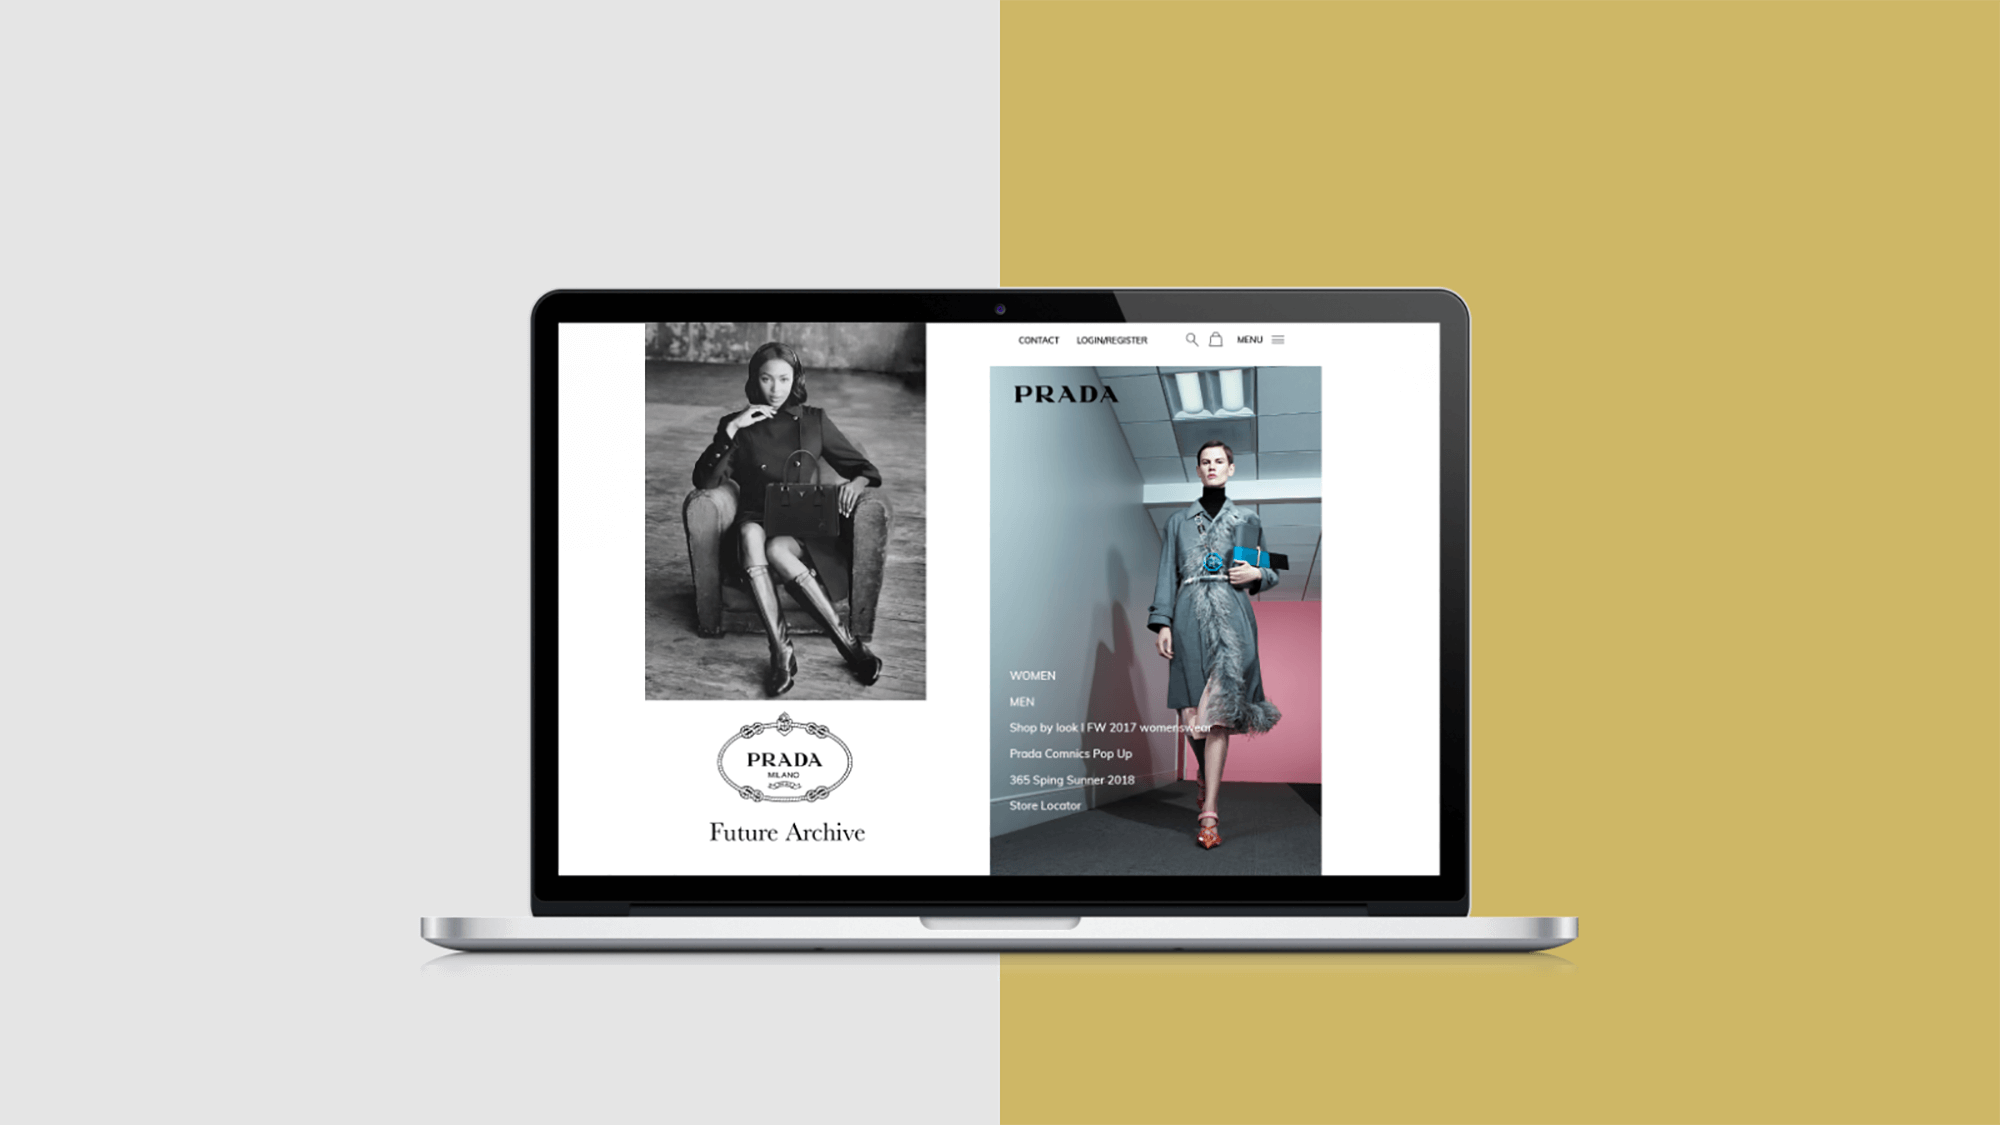 PRADA
MILANO
Future Archive
CONTACT LOGIN/REGISTER MENU
PRADA
WOMEN
MEN
Shop by look I FW 2017 womenswear
Prada Comnics Pop Up
365 Sping Sunner 2018
Store Locator